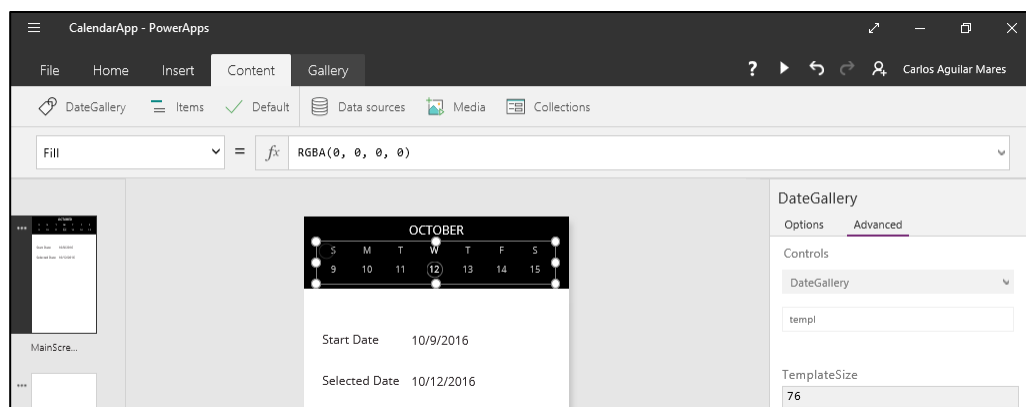 CalendarApp - PowerApps
File Home Insert Content Gallery ? Carlos Aguilar Mares
DateGallery Items Default Data sources Media Collections
Fill = fx RGBA(0, 0, 0, 0)
DateGallery
Options Advanced
OCTOBER
S M T W T F S
9 10 11 12 13 14 15
Controls
DateGallery
templ
Start Date 10/9/2016
MainScre...
Selected Date 10/12/2016
TemplateSize
76